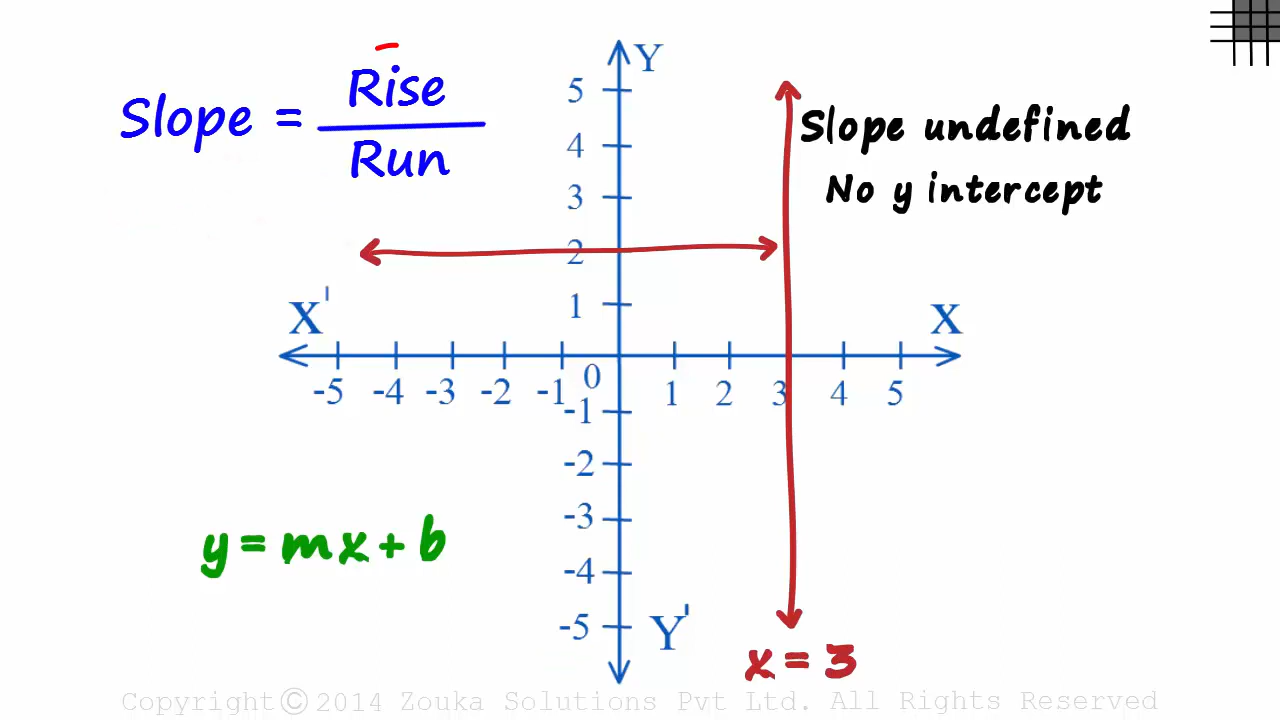 Slope = Rise
Run
Y
5
4
3
2
1
Slope undefined
No y intercept
X'
X
-5 -4 -3 -2 -1 0 1 2 3 4 5
-1
-2
-3
-4
-5
y = mx + b
Y'
x = 3
Copyright© 2014 Zouka Solutions Pvt Ltd. All Rights Reserved